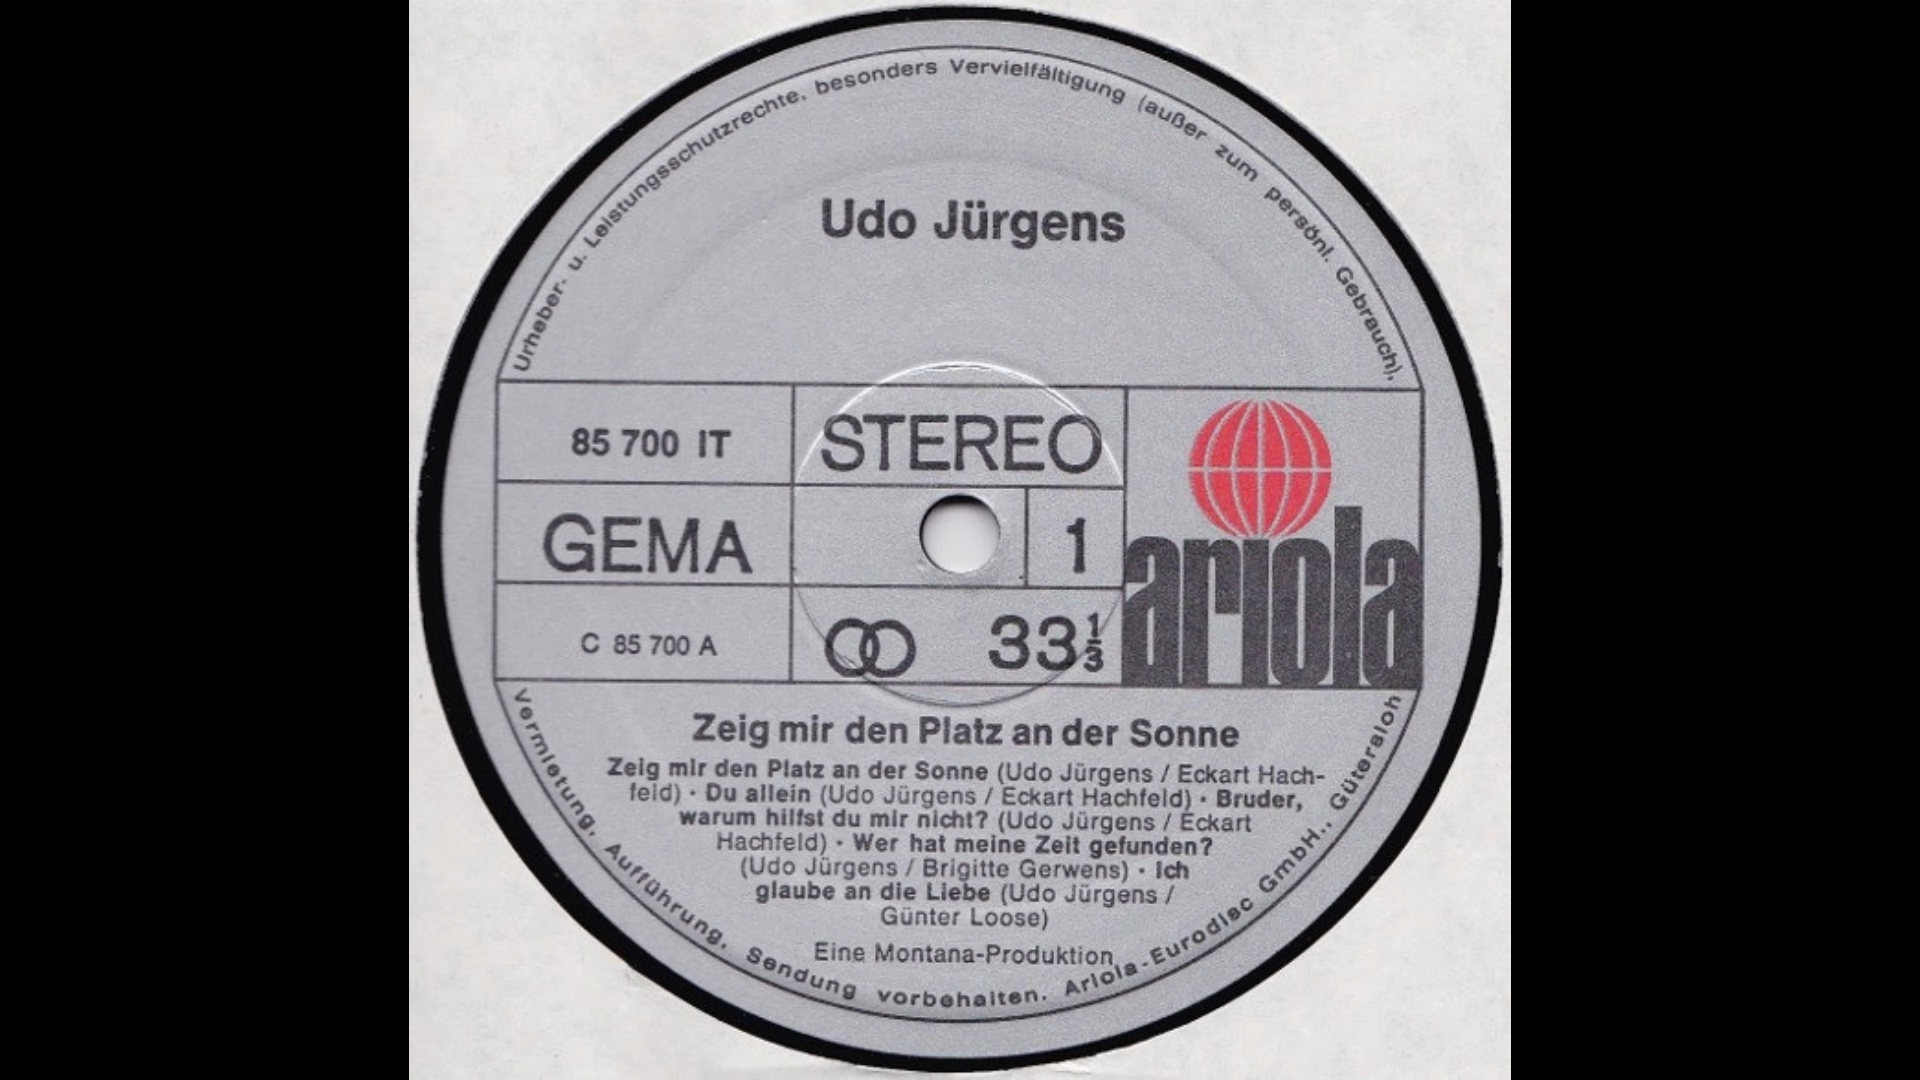 Urheber- u. Leistungsschutzrechte, besonders Vervielfältigung (außer zum persönl. Gebrauch),
Udo Jürgens
85 700 IT
STEREO
GEMA
1
ariola
C 85 700 A
33 1/3
Zeig mir den Platz an der Sonne
Zeig mir den Platz an der Sonne (Udo Jürgens / Eckart Hach-
feld) · Du allein (Udo Jürgens / Eckart Hachfeld) · Bruder,
warum hilfst du mir nicht? (Udo Jürgens / Eckart
Hachfeld) · Wer hat meine Zeit gefunden?
(Udo Jürgens / Brigitte Gerwens) · Ich
glaube an die Liebe (Udo Jürgens /
Günter Loose)
Eine Montana-Produktion
Vermietung, Aufführung, Sendung vorbehalten. Ariola-Eurodisc GmbH., Gütersloh